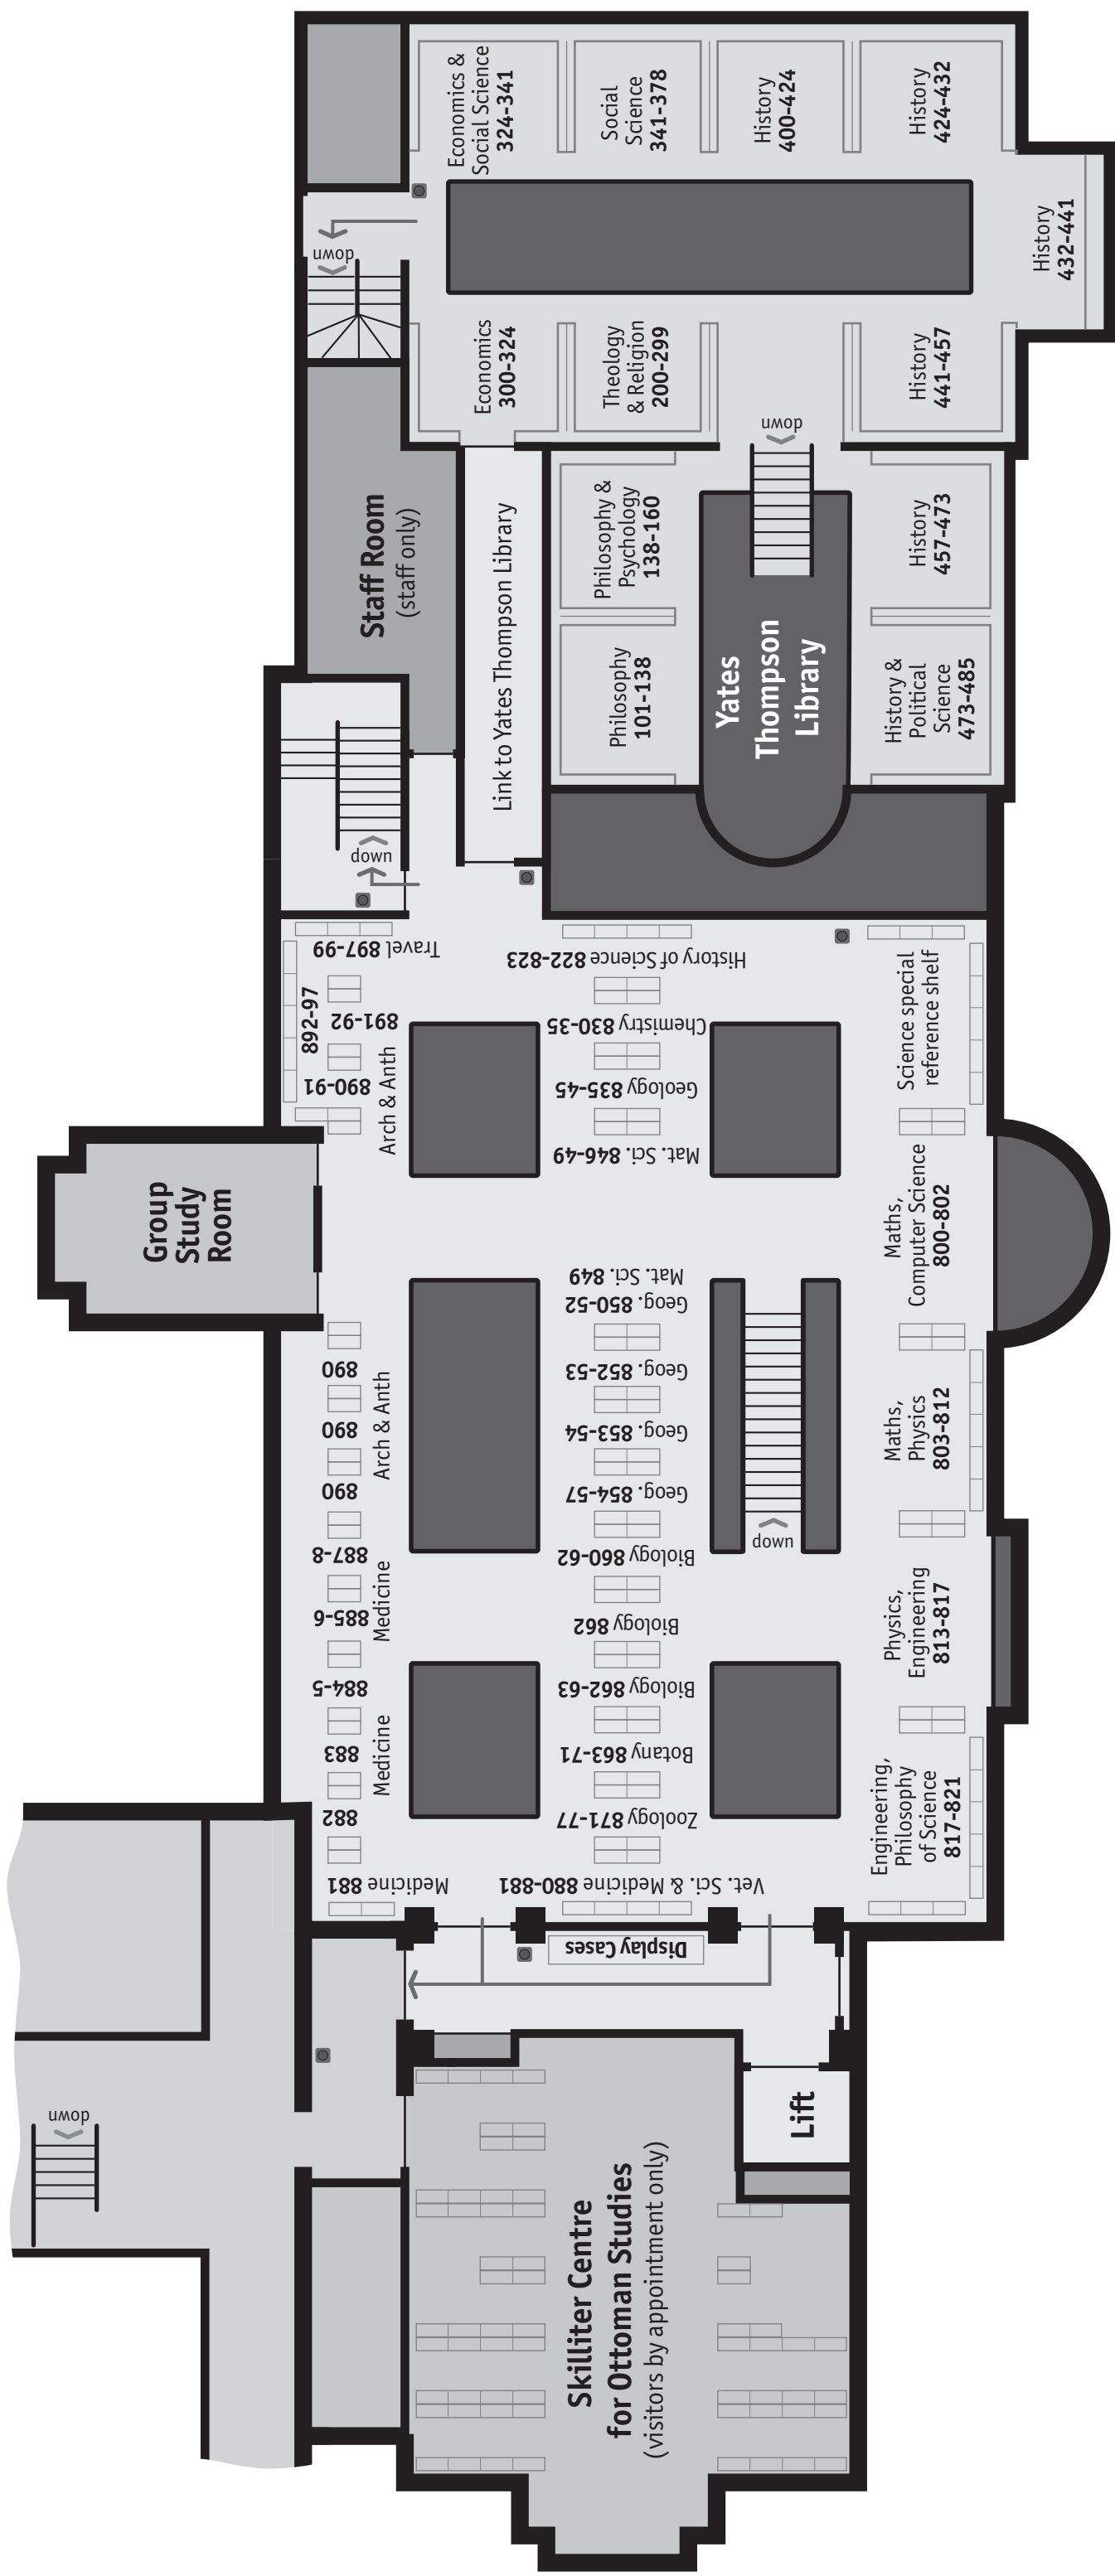 Economics &
Social Science
324-341
Social
Science
341-378
History
400-424
History
424-432
History
432-441
down
Economics
300-324
Theology
& Religion
200-299
History
441-457
down
Staff Room
(staff only)
Link to Yates Thompson Library
Philosophy &
Psychology
138-160
Philosophy
101-138
Yates
Thompson
Library
History
457-473
History &
Political
Science
473-485
down
Travel 897-99
892-97
891-92
890-91
Arch & Anth
History of Science 822-823
Chemistry 830-35
Geology 835-45
Mat. Sci. 846-49
Science special
reference shelf
Group
Study
Room
Maths,
Computer Science
800-802
Mat. Sci. 849
Geog. 850-52
Geog. 852-53
Geog. 853-54
Geog. 854-57
Biology 860-62
Biology 862
Biology 862-63
Botany 863-71
Zoology 871-77
Vet. Sci. & Medicine 880-881
890
890
Arch & Anth
890
887-8
885-6
Medicine
884-5
883
Medicine
882
Medicine 881
down
Maths,
Physics
803-812
Physics,
Engineering
813-817
Engineering,
Philosophy
of Science
817-821
Display Cases
down
Lift
Skilliter Centre
for Ottoman Studies
(visitors by appointment only)